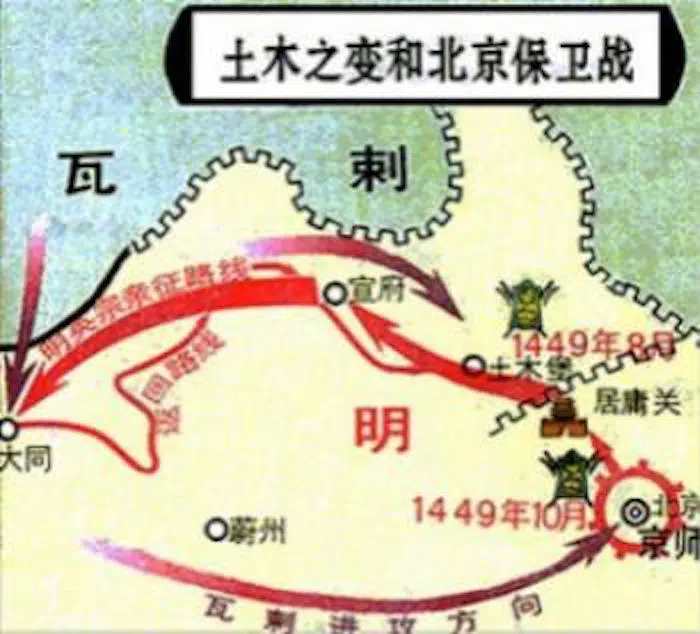 土木之变和北京保卫战
瓦 剌
明英宗亲征路线
宣府
1449年8月
土木堡
返回路线
居庸关
明
大同
1449年10月
北京
京师
蔚州
瓦剌进攻方向